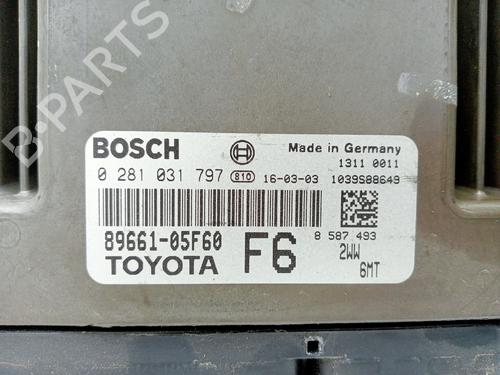 BOSCH
Made in Germany
1311 0011
0 281 031 797 810 16-03-03 1039S88649
89661-05F60 F6 8 587 493
TOYOTA 2WW
6MT
B-PARTS